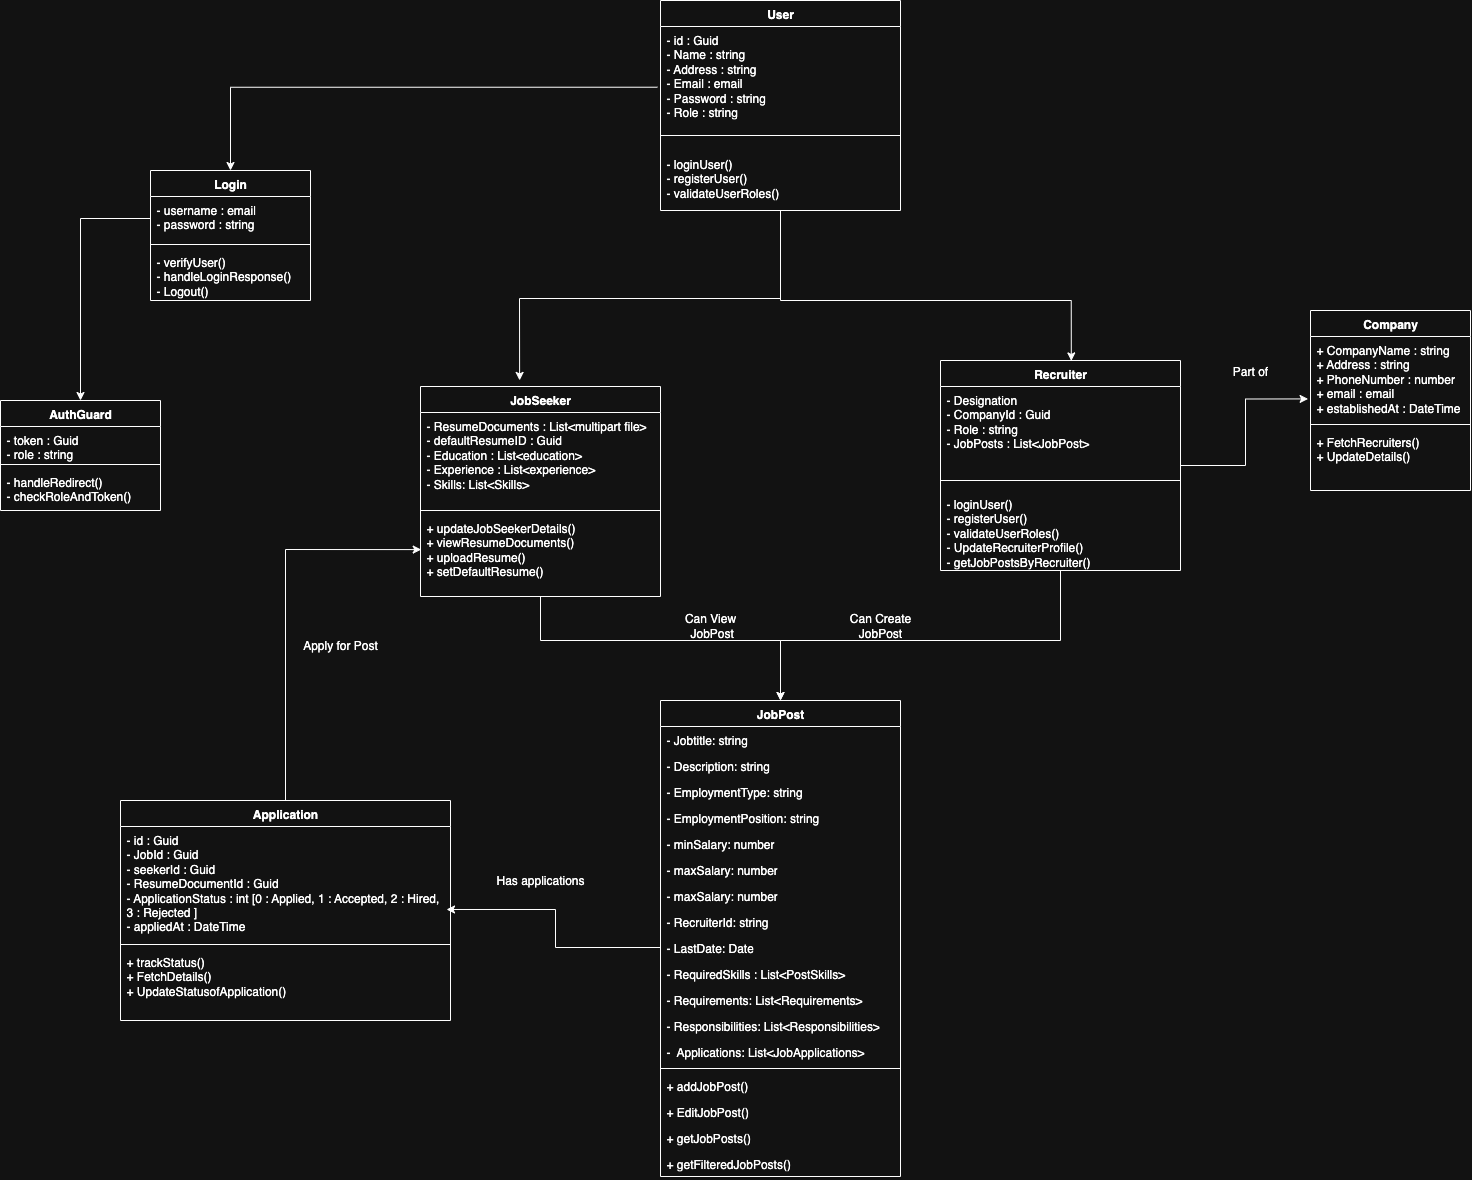 User
- id : Guid
- Name : string
- Address : string
- Email : email
- Password : string
- Role : string
- loginUser()
- registerUser()
- validateUserRoles()
Login
- username : email
- password : string
- verifyUser()
- handleLoginResponse()
- Logout()
AuthGuard
- token : Guid
- role : string
- handleRedirect()
- checkRoleAndToken()
JobSeeker
- ResumeDocuments : List<multipart file>
- defaultResumeID : Guid
- Education : List<education>
- Experience : List<experience>
- Skills: List<Skills>
+ updateJobSeekerDetails()
+ viewResumeDocuments()
+ uploadResume()
+ setDefaultResume()
Recruiter
- Designation
- CompanyId : Guid
- Role : string
- JobPosts : List<JobPost>
- loginUser()
- registerUser()
- validateUserRoles()
- UpdateRecruiterProfile()
- getJobPostsByRecruiter()
Part of
Company
+ CompanyName : string
+ Address : string
+ PhoneNumber : number
+ email : email
+ establishedAt : DateTime
+ FetchRecruiters()
+ UpdateDetails()
Can View
JobPost
Can Create
JobPost
Apply for Post
JobPost
- Jobtitle: string
- Description: string
- EmploymentType: string
- EmploymentPosition: string
- minSalary: number
- maxSalary: number
- maxSalary: number
- RecruiterId: string
- LastDate: Date
- RequiredSkills : List<PostSkills>
- Requirements: List<Requirements>
- Responsibilities: List<Responsibilities>
- Applications: List<JobApplications>
+ addJobPost()
+ EditJobPost()
+ getJobPosts()
+ getFilteredJobPosts()
Has applications
Application
- id : Guid
- JobId : Guid
- seekerId : Guid
- ResumeDocumentId : Guid
- ApplicationStatus : int [0 : Applied, 1 : Accepted, 2 : Hired,
3 : Rejected ]
- appliedAt : DateTime
+ trackStatus()
+ FetchDetails()
+ UpdateStatusofApplication()